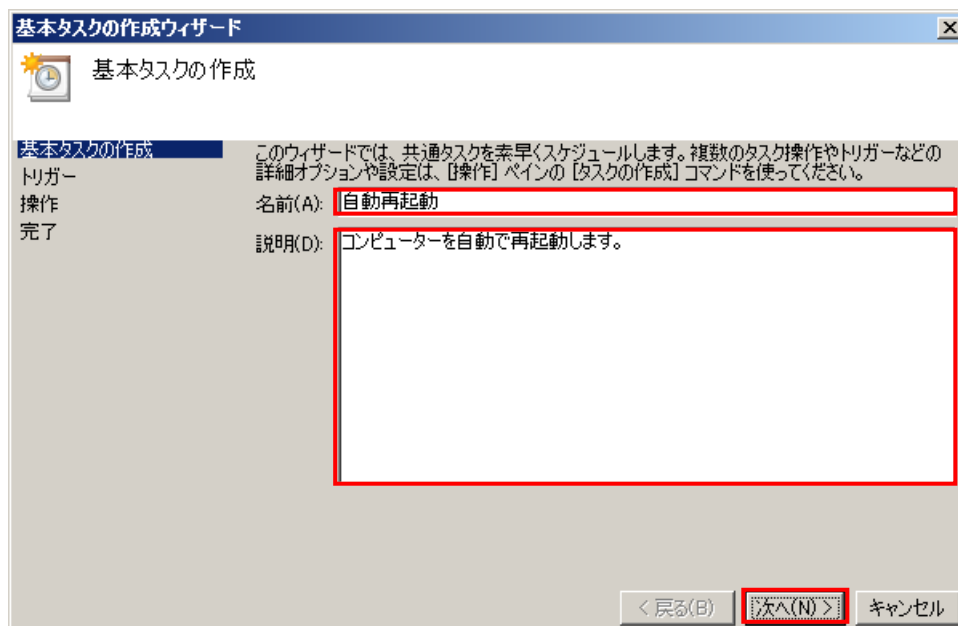 基本タスクの作成ウィザード
基本タスクの作成
基本タスクの作成
トリガー
操作
完了
このウィザードでは、共通タスクを素早くスケジュールします。複数のタスク操作やトリガーなどの
詳細オプションや設定は、[操作] ペインの [タスクの作成] コマンドを使ってください。
名前(A): 自動再起動
説明(D): コンピューターを自動で再起動します。
< 戻る(B) 次へ(N) > キャンセル